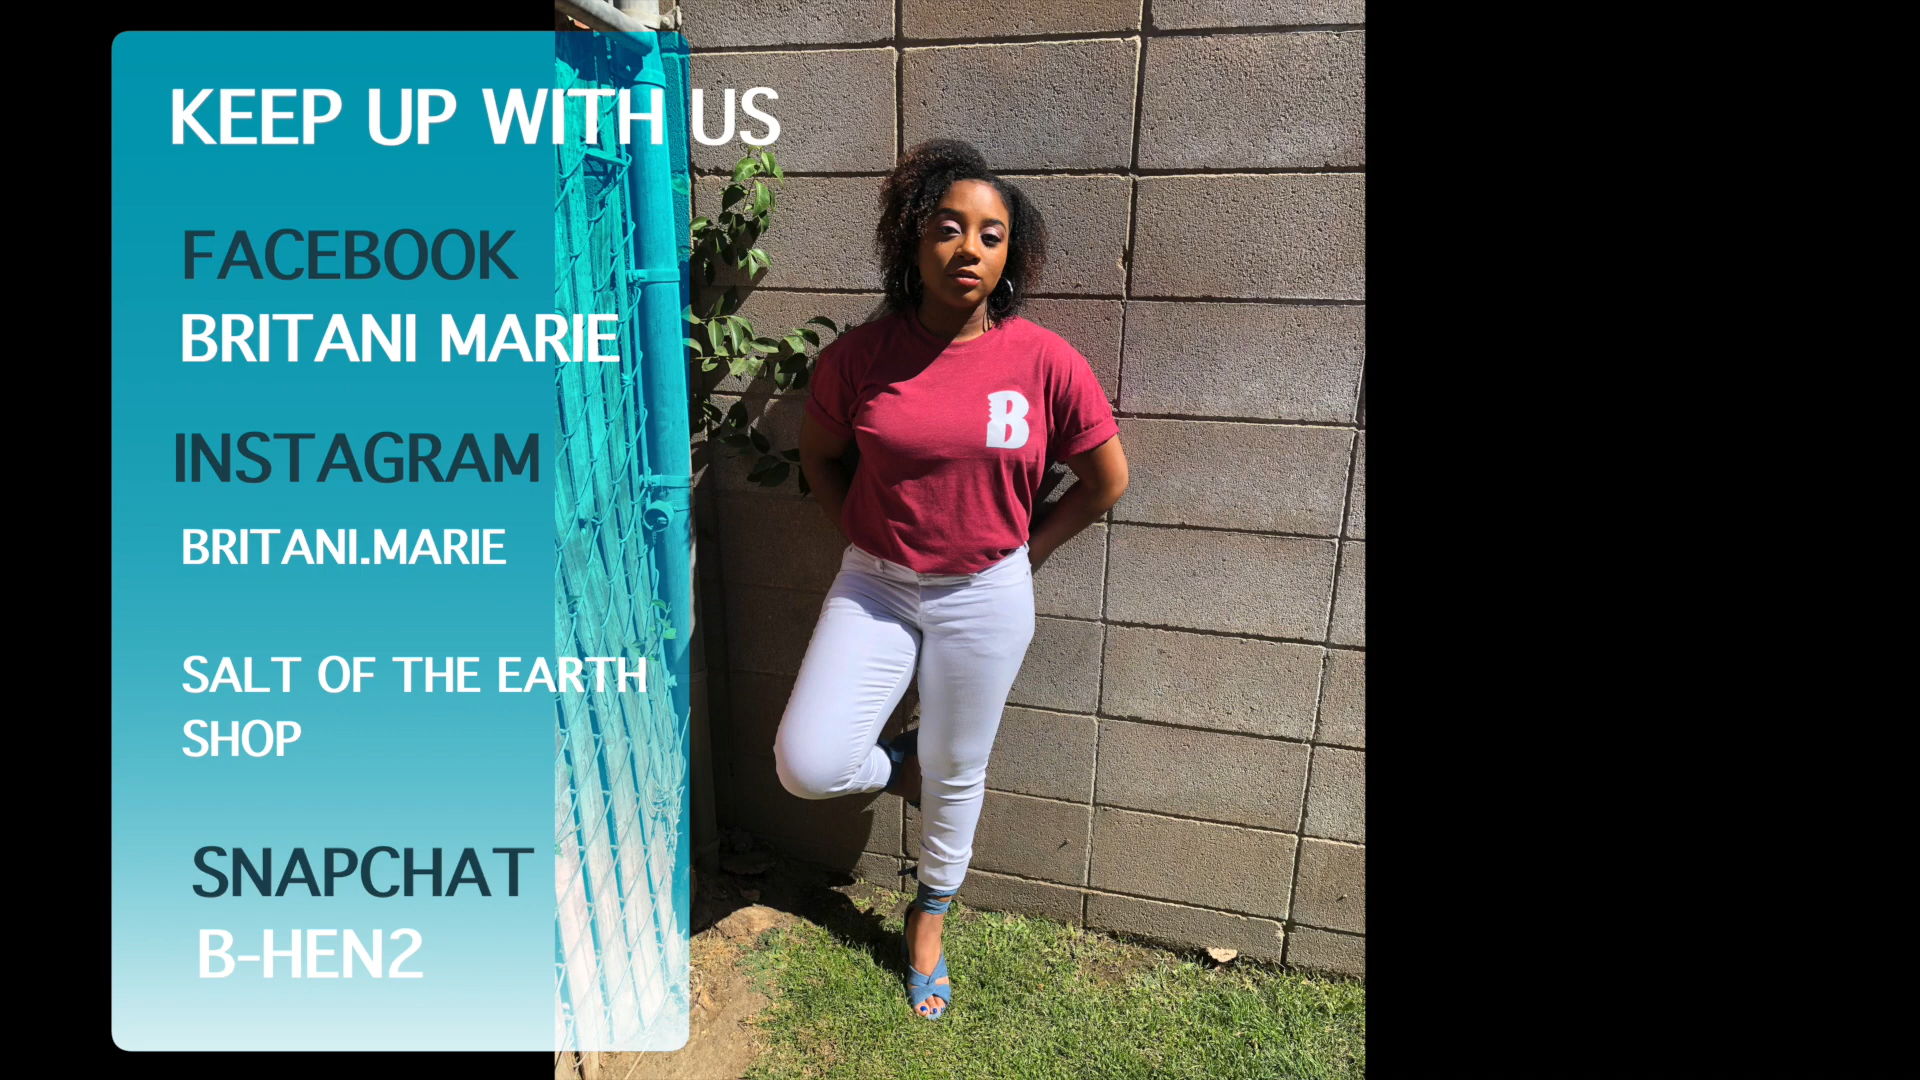 KEEP UP WITH US
FACEBOOK
BRITANI MARIE
INSTAGRAM
BRITANI.MARIE
SALT OF THE EARTH
SHOP
SNAPCHAT
B-HEN2
B